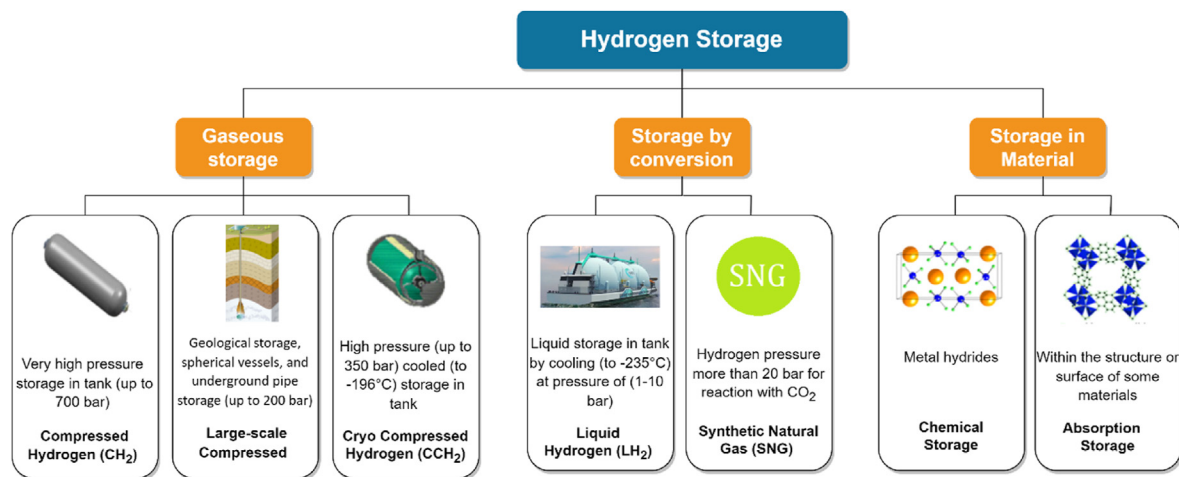 Hydrogen Storage
Gaseous
storage
Storage by
conversion
Storage in
Material
Very high pressure
storage in tank (up to
700 bar)
Compressed
Hydrogen (CH₂)
Geological storage,
spherical vessels, and
underground pipe
storage (up to 200 bar)
Large-scale
Compressed
High pressure (up to
350 bar) cooled (to
-196°C) storage in
tank
Cryo Compressed
Hydrogen (CCH₂)
Liquid storage in tank
by cooling (to -235°C)
at pressure of (1-10
bar)
Liquid
Hydrogen (LH₂)
SNG
Hydrogen pressure
more than 20 bar for
reaction with CO₂
Synthetic Natural
Gas (SNG)
Metal hydrides
Chemical
Storage
Within the structure or
surface of some
materials
Absorption
Storage